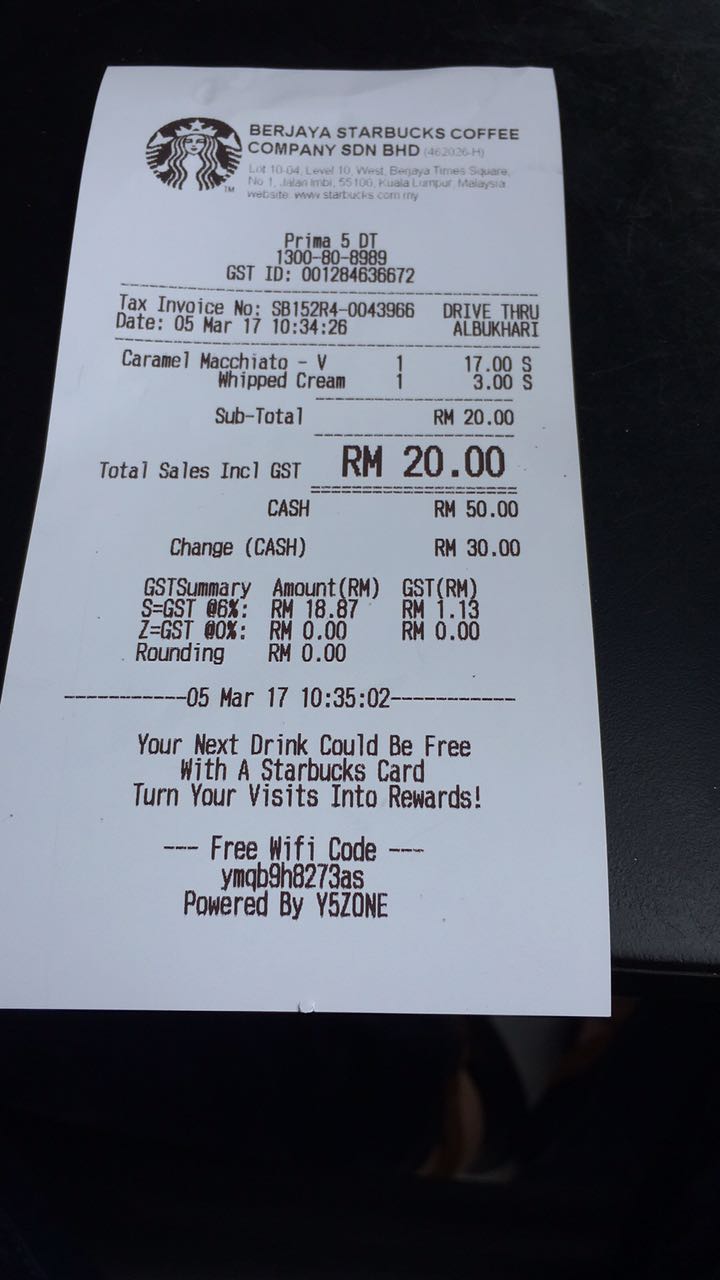 BERJAYA STARBUCKS COFFEE
COMPANY SDN BHD (462026-H)
Lot 10-04, Level 10, West, Berjaya Times Square,
No 1, Jalan Imbi, 55100, Kuala Lumpur, Malaysia
website: www.starbucks.com.my
TM
Prima 5 DT
1300-80-8989
GST ID: 001284636672
Tax Invoice No: SB152R4-0043966 DRIVE THRU
Date: 05 Mar 17 10:34:26 ALBUKHARI
Caramel Macchiato - V 1 17.00 S
Whipped Cream 1 3.00 S
Sub-Total RM 20.00
Total Sales Incl GST RM 20.00
CASH RM 50.00
Change (CASH) RM 30.00
GSTSummary Amount(RM) GST(RM)
S=GST @6%: RM 18.87 RM 1.13
Z=GST @0%: RM 0.00 RM 0.00
Rounding RM 0.00
-----------05 Mar 17 10:35:02-----------
Your Next Drink Could Be Free
With A Starbucks Card
Turn Your Visits Into Rewards!
--- Free Wifi Code ---
ymqb9h8273as
Powered By Y5ZONE